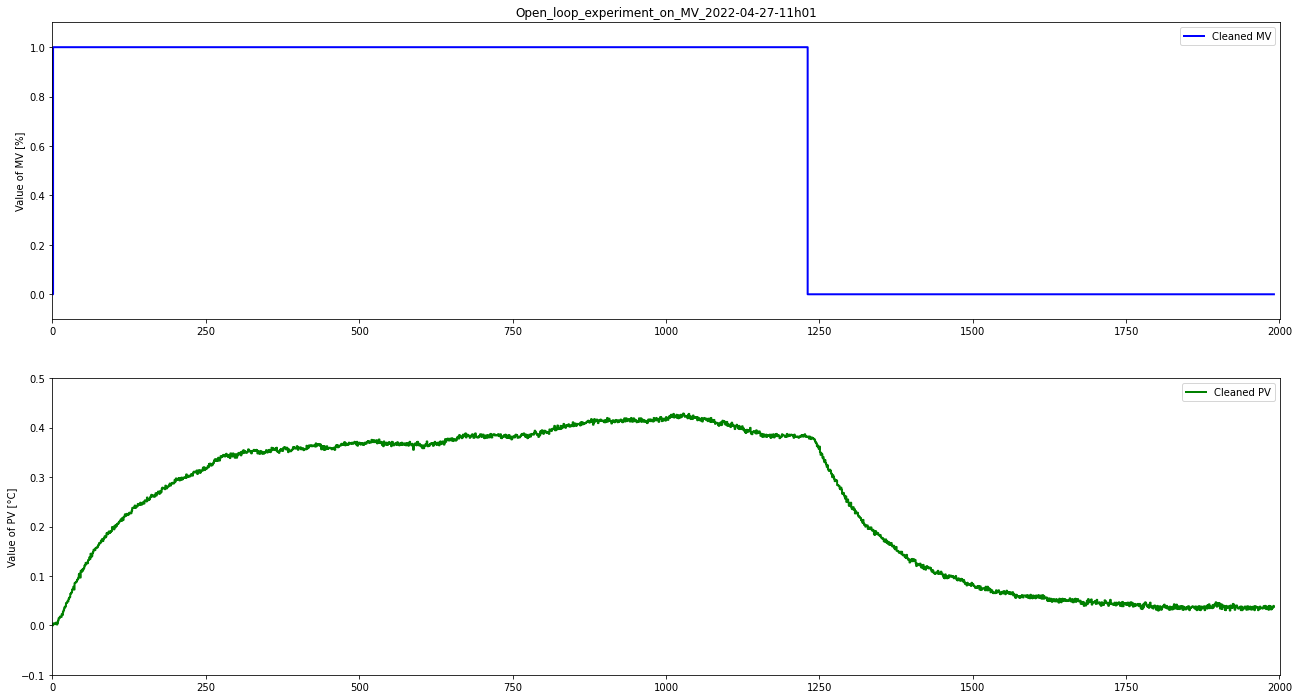 Open_loop_experiment_on_MV_2022-04-27-11h01
Cleaned MV
Value of MV [%]
1.0
0.8
0.6
0.4
0.2
0.0
0 250 500 750 1000 1250 1500 1750 2000
Cleaned PV
Value of PV [°C]
0.5
0.4
0.3
0.2
0.1
0.0
−0.1
0 250 500 750 1000 1250 1500 1750 2000